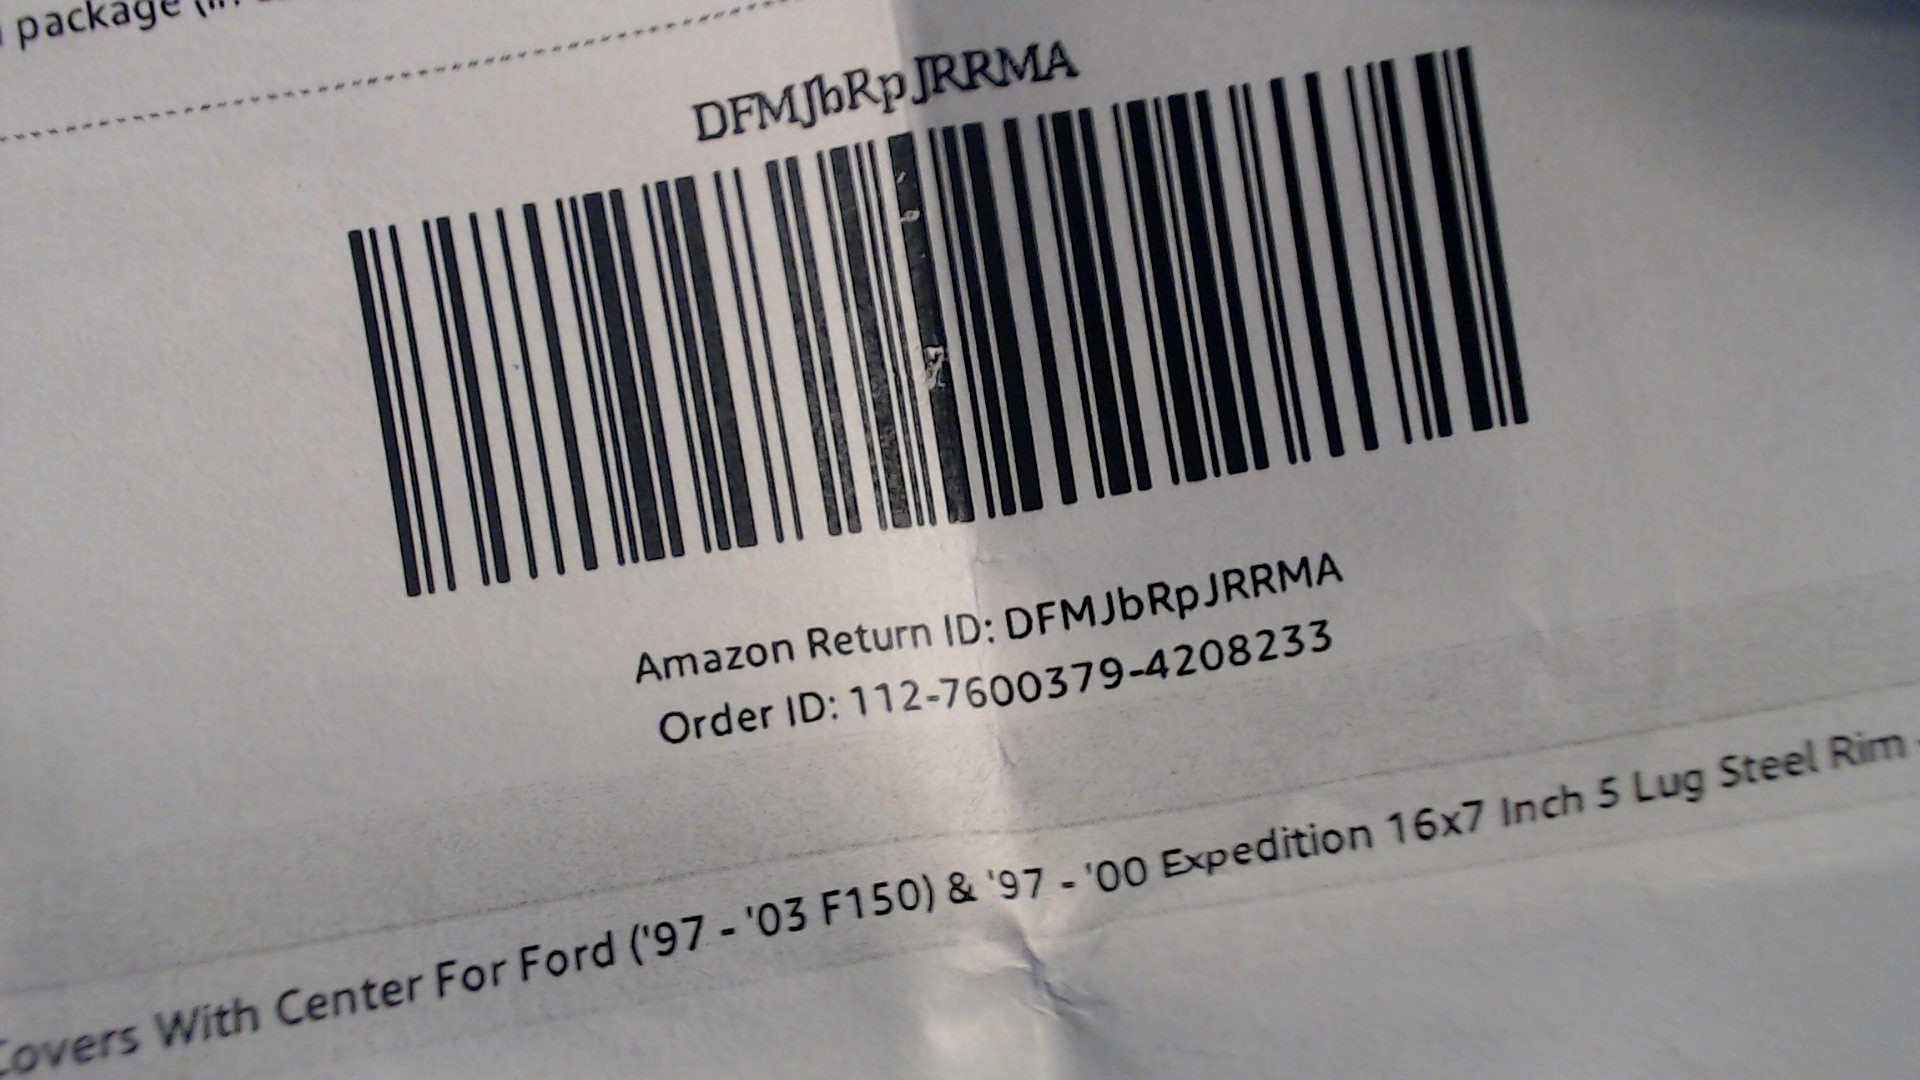 package (in
DFMJbRpJRRMA
Amazon Return ID: DFMJbRpJRRMA
Order ID: 112-7600379-4208233
Covers With Center For Ford ('97 - '03 F150) & '97 - '00 Expedition 16x7 Inch 5 Lug Steel Rim -